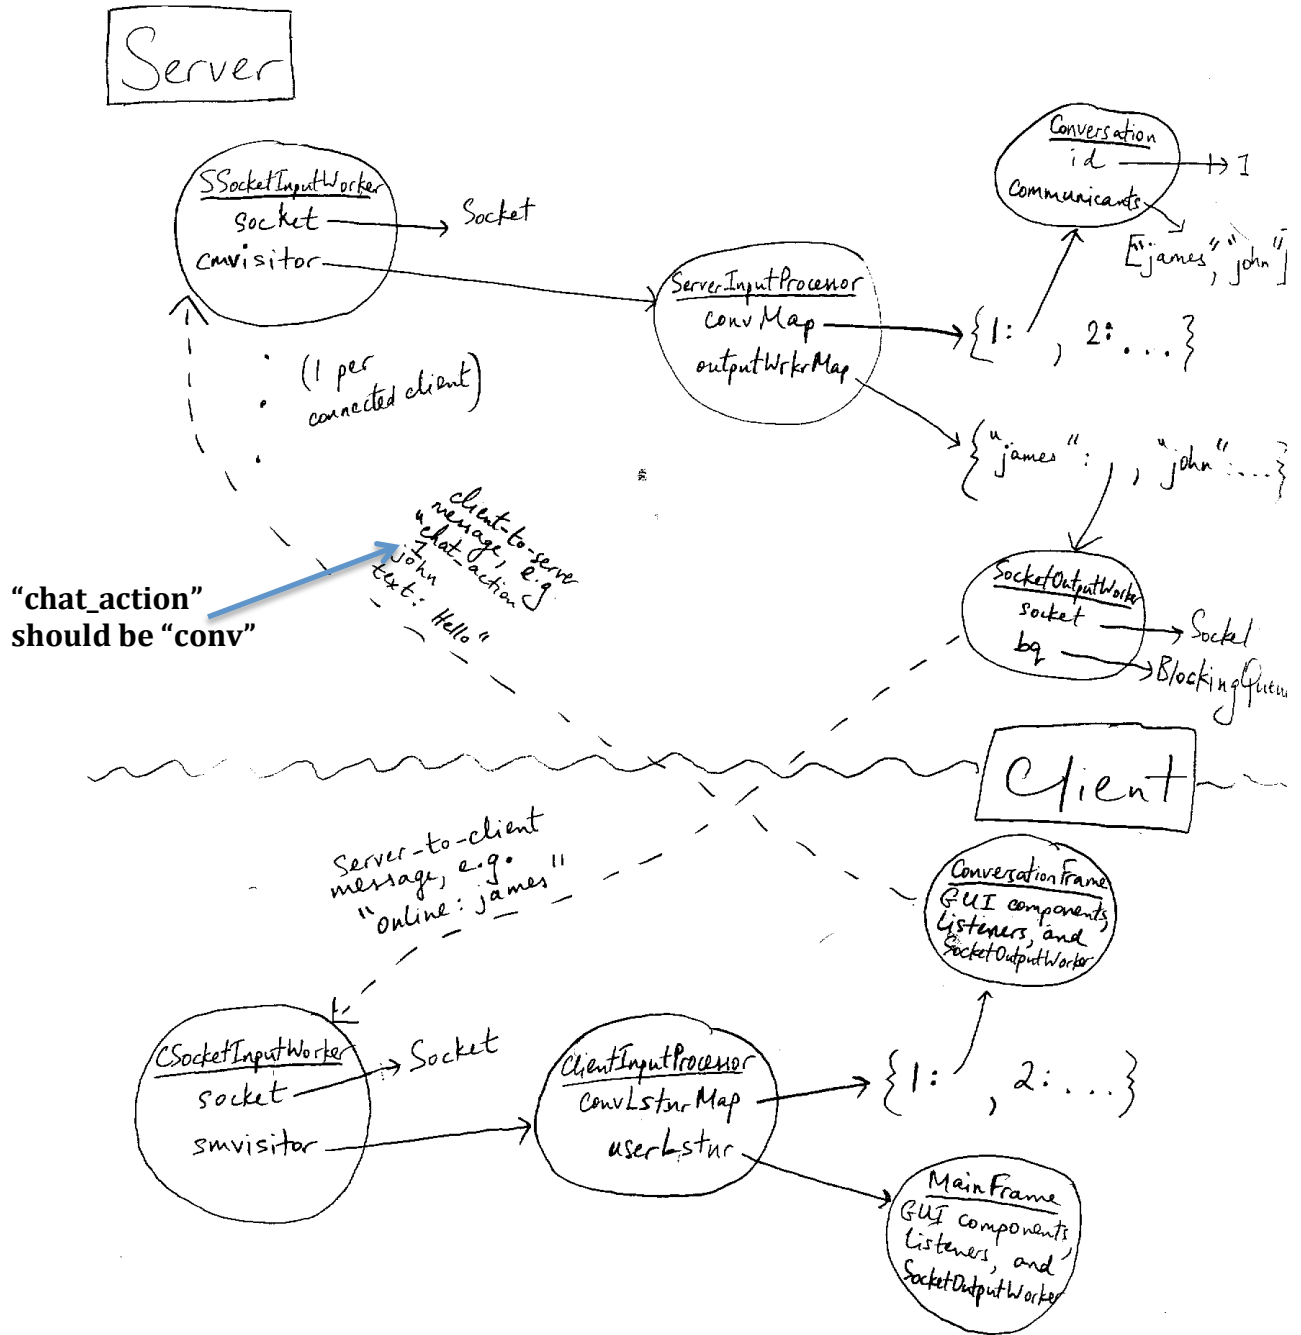 Server
SSocketInputWorker
socket
cmvisitor
Socket
(1 per
connected client)
ServerInputProcessor
convMap
outputWrkrMap
Conversation
id
communicants
1
["james", "john"]
{1: , 2: ...}
{"james": , "john": ...}
SocketOutputWorker
socket
bq
Socket
BlockingQueu
client-to-server
message, e.g.
"chat_action
1
john
text: Hello"
“chat_action”
should be “conv”
Client
Server-to-client
message, e.g.
"online: james"
ConversationFrame
GUI components,
listeners, and
SocketOutputWorker
CSocketInputWorker
socket
smvisitor
Socket
ClientInputProcessor
convLstnrMap
userLstnr
{1: , 2: ...}
MainFrame
GUI components,
listeners, and
SocketOutputWorker